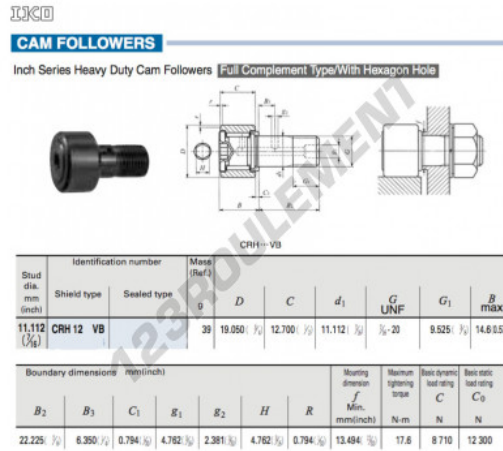 IKO
CAM FOLLOWERS
Inch Series Heavy Duty Cam Followers Full Complement Type/With Hexagon Hole
CRH…VB
123ROULEMENT
Stud dia. mm (inch) Identification number Mass (Ref.) g
Shield type Sealed type D C d1 G UNF G1 B max
11.112 (7/16) CRH 12 VB 39 19.050 12.700 11.112 -20 9.525 14.6
Boundary dimensions mm(inch) Mounting dimension f Min. mm(inch) Maximum tightening torque N-m Basic dynamic load rating C N Basic static load rating C0 N
B2 B3 C1 g1 g2 H R
22.225 6.350 0.794 4.762 2.381 4.762 0.794 13.494 17.6 8 710 12 300